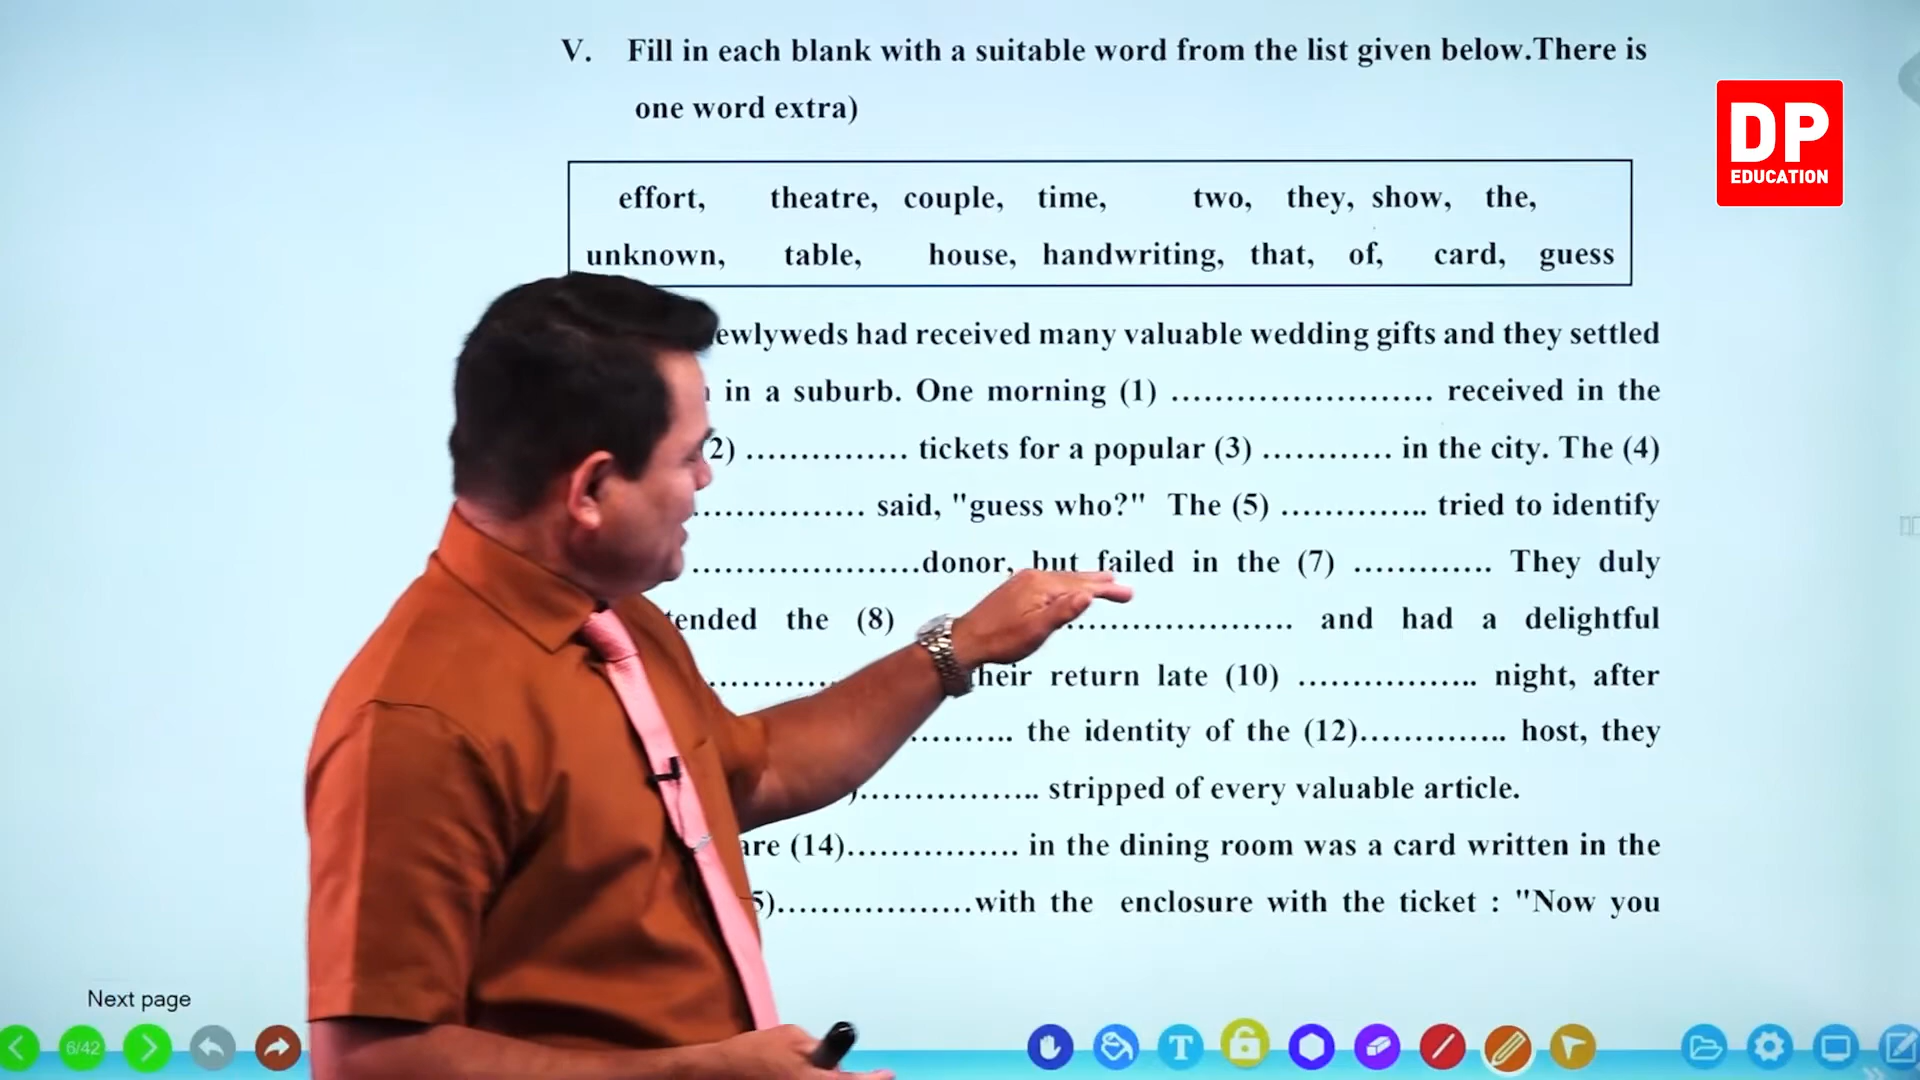 V. Fill in each blank with a suitable word from the list given below.There is
one word extra)
DP
EDUCATION
effort, theatre, couple, time, two, they, show, the,
unknown, table, house, handwriting, that, of, card, guess
had received many valuable wedding gifts and they settled
in a suburb. One morning (1) ........................ received in the
2) ............... tickets for a popular (3) ............ in the city. The (4)
................ said, "guess who?" The (5) .............. tried to identify
.....................donor, but failed in the (7) ............. They duly
the (8) ..................... and had a delightful
............ return late (10) ................. night, after
.......... the identity of the (12).............. host, they
)................. stripped of every valuable article.
(14)................ in the dining room was a card written in the
5)..................with the enclosure with the ticket : "Now you
Next page
6/42
T